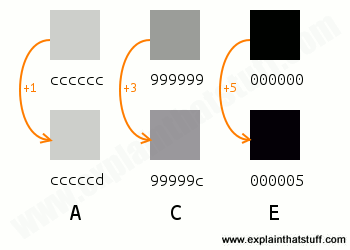 cccccc 999999 000000
+1 +3 +5
cccccd 99999c 000005
A C E
www.explainthatstuff.com